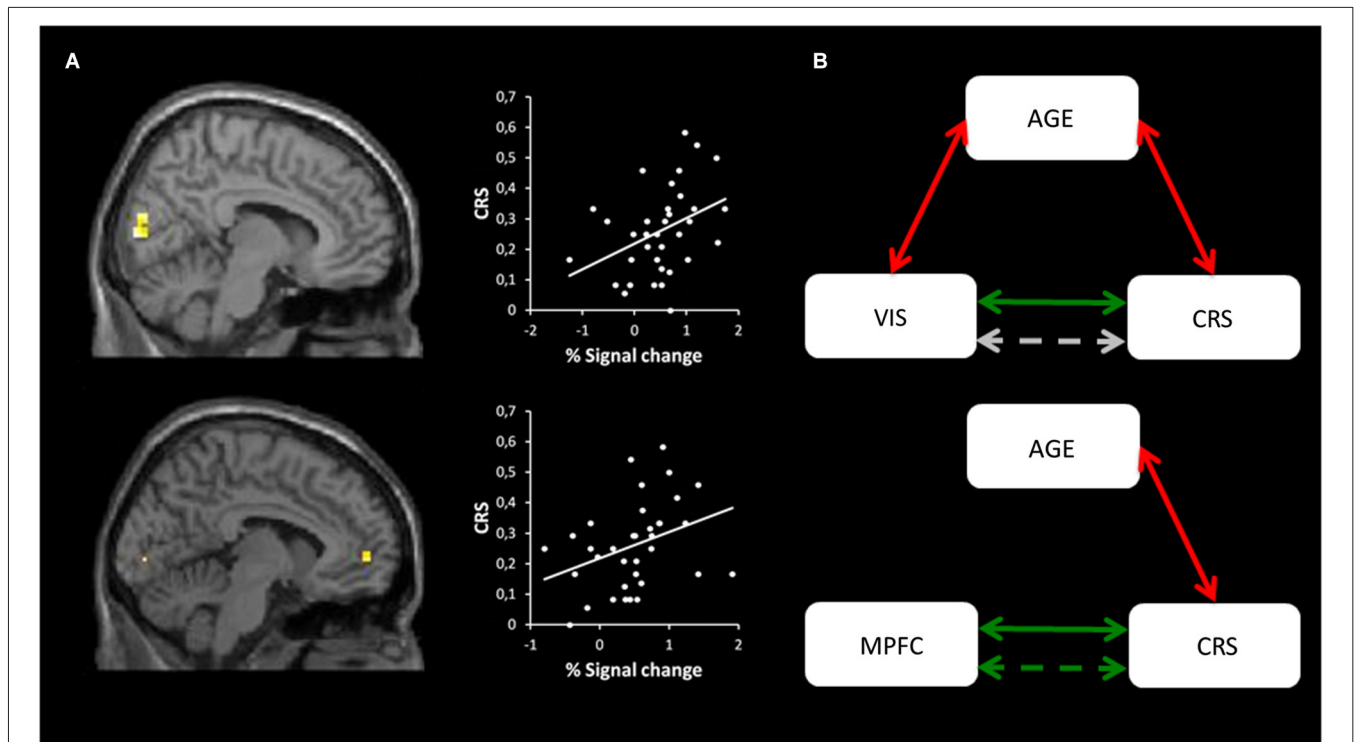 A
B
0,7
0,6
0,5
0,4
0,3
0,2
0,1
0
CRS
-2 -1 0 1 2
% Signal change
AGE
VIS
CRS
0,7
0,6
0,5
0,4
0,3
0,2
0,1
0
CRS
-1 0 1 2
% Signal change
AGE
MPFC
CRS